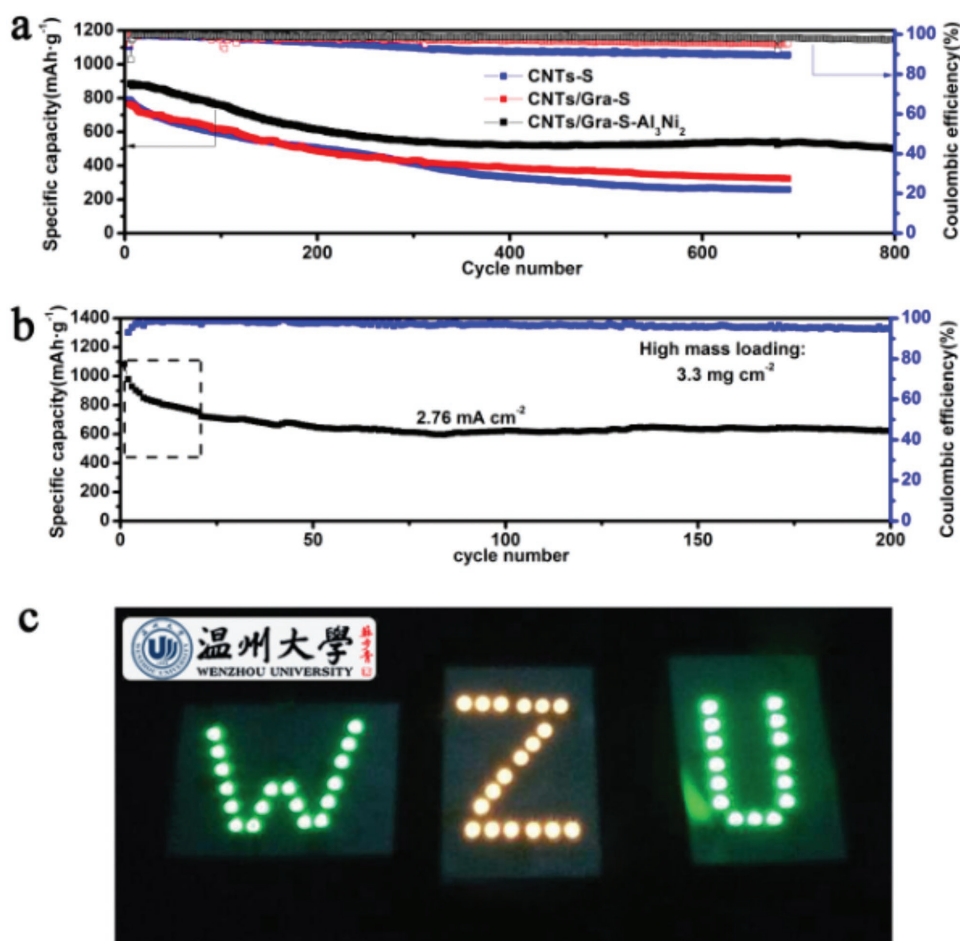 a
1200
1000
800
600
400
200
0
Specific capacity(mAh·g⁻¹)
100
80
60
40
20
0
Coulombic efficiency(%)
CNTs-S
CNTs/Gra-S
CNTs/Gra-S-Al₃Ni₂
0 200 400 600 800
Cycle number
b
1400
1200
1000
800
600
400
200
0
Specific capacity(mAh·g⁻¹)
100
80
60
40
20
0
Coulombic efficiency(%)
High mass loading:
3.3 mg cm⁻²
2.76 mA cm⁻²
0 50 100 150 200
cycle number
c
温州大學
WENZHOU UNIVERSITY
W Z U